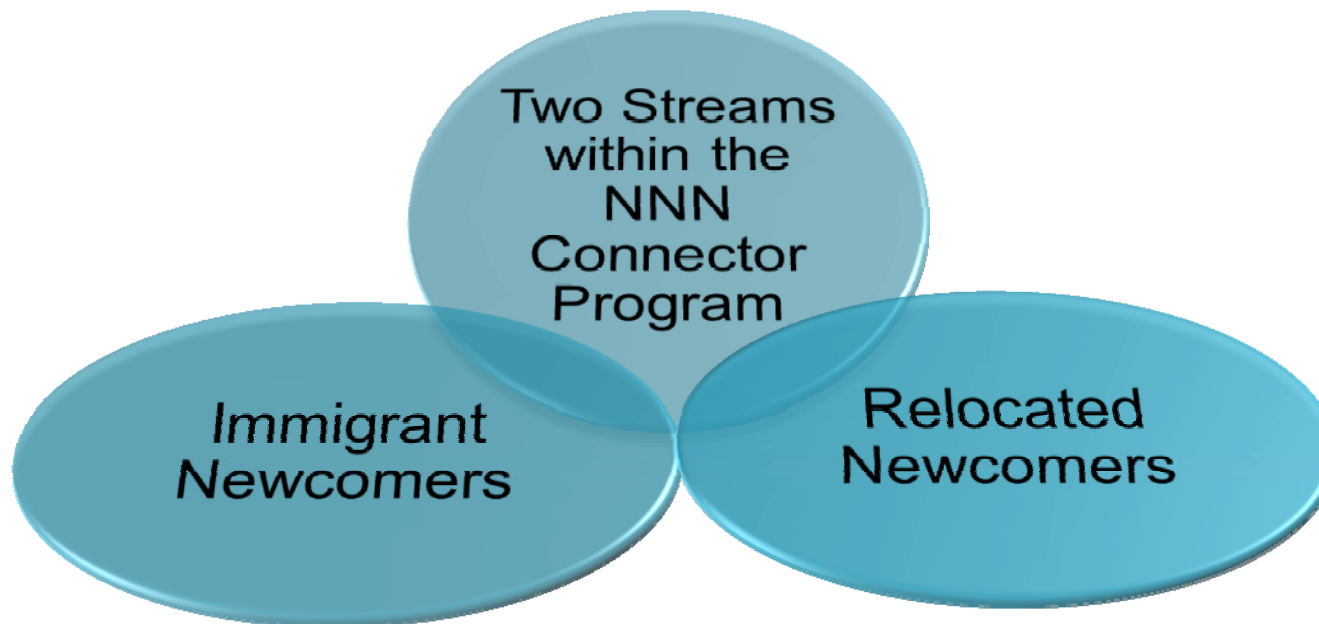 Two Streams
within the
NNN
Connector
Program
Immigrant
Newcomers
Relocated
Newcomers